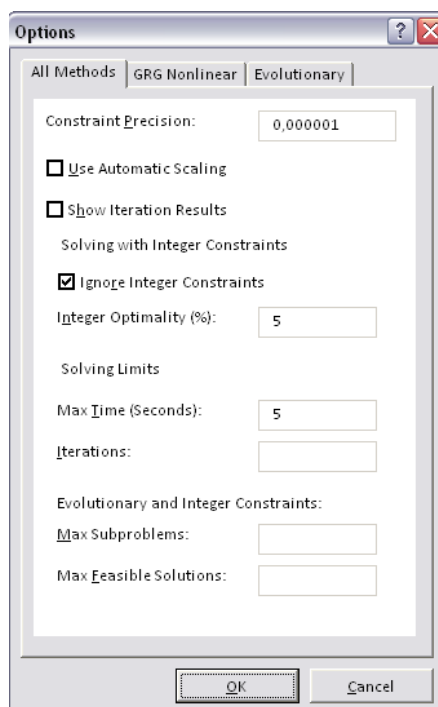 Options
All Methods GRG Nonlinear Evolutionary
Constraint Precision: 0,000001
Use Automatic Scaling
Show Iteration Results
Solving with Integer Constraints
Ignore Integer Constraints
Integer Optimality (%): 5
Solving Limits
Max Time (Seconds): 5
Iterations:
Evolutionary and Integer Constraints:
Max Subproblems:
Max Feasible Solutions:
OK Cancel